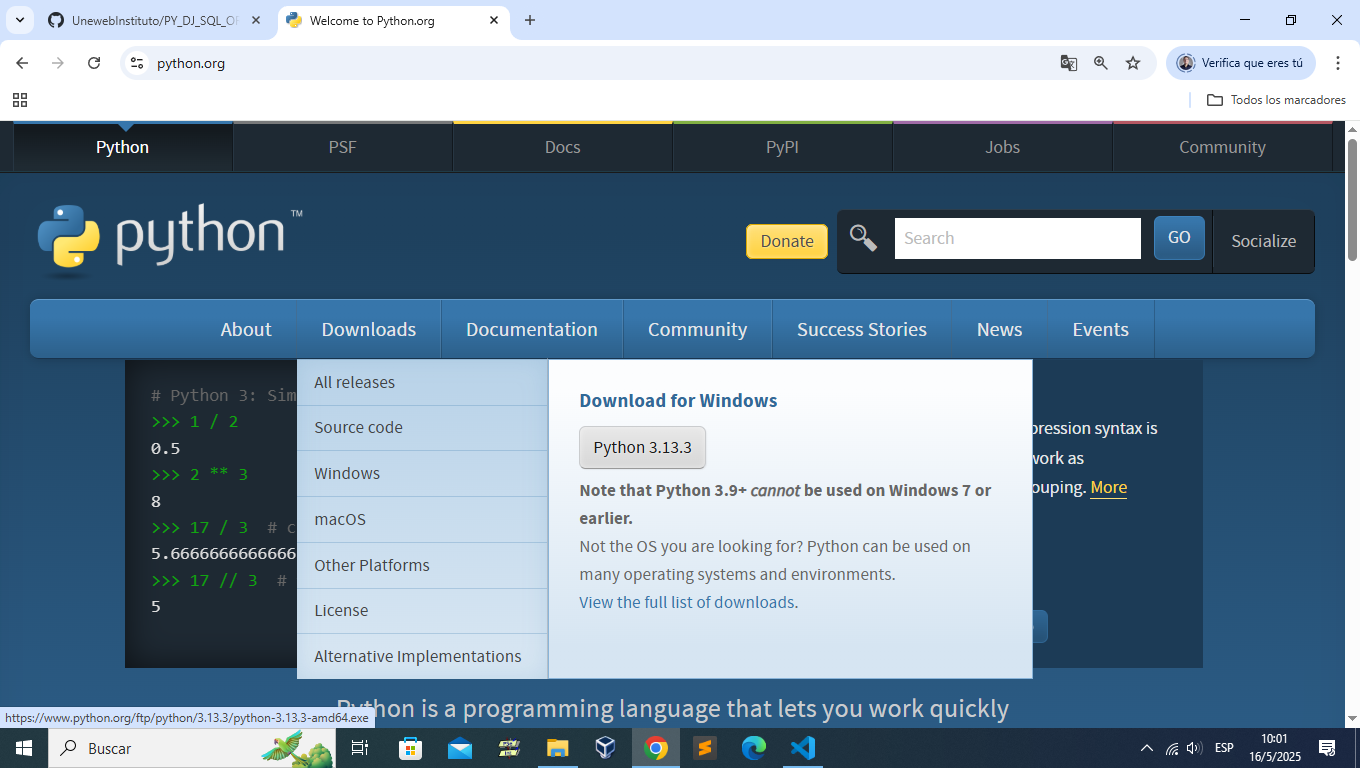 UnewebInstituto/PY_DJ_SQL_OF
Welcome to Python.org
python.org
Verifica que eres tú
Todos los marcadores
Python
PSF
Docs
PyPI
Jobs
Community
python™
Donate
Search
GO
Socialize
About
Downloads
Documentation
Community
Success Stories
News
Events
# Python 3: Sim
>>> 1 / 2
0.5
>>> 2 ** 3
8
>>> 17 / 3  # c
5.6666666666666
>>> 17 // 3  #
5
All releases
Source code
Windows
macOS
Other Platforms
License
Alternative Implementations
Download for Windows
Python 3.13.3
Note that Python 3.9+ cannot be used on Windows 7 or
earlier.
Not the OS you are looking for? Python can be used on
many operating systems and environments.
View the full list of downloads.
pression syntax is
work as
ouping. More
Python is a programming language that lets you work quickly
https://www.python.org/ftp/python/3.13.3/python-3.13.3-amd64.exe
Buscar
ESP
10:01
16/5/2025